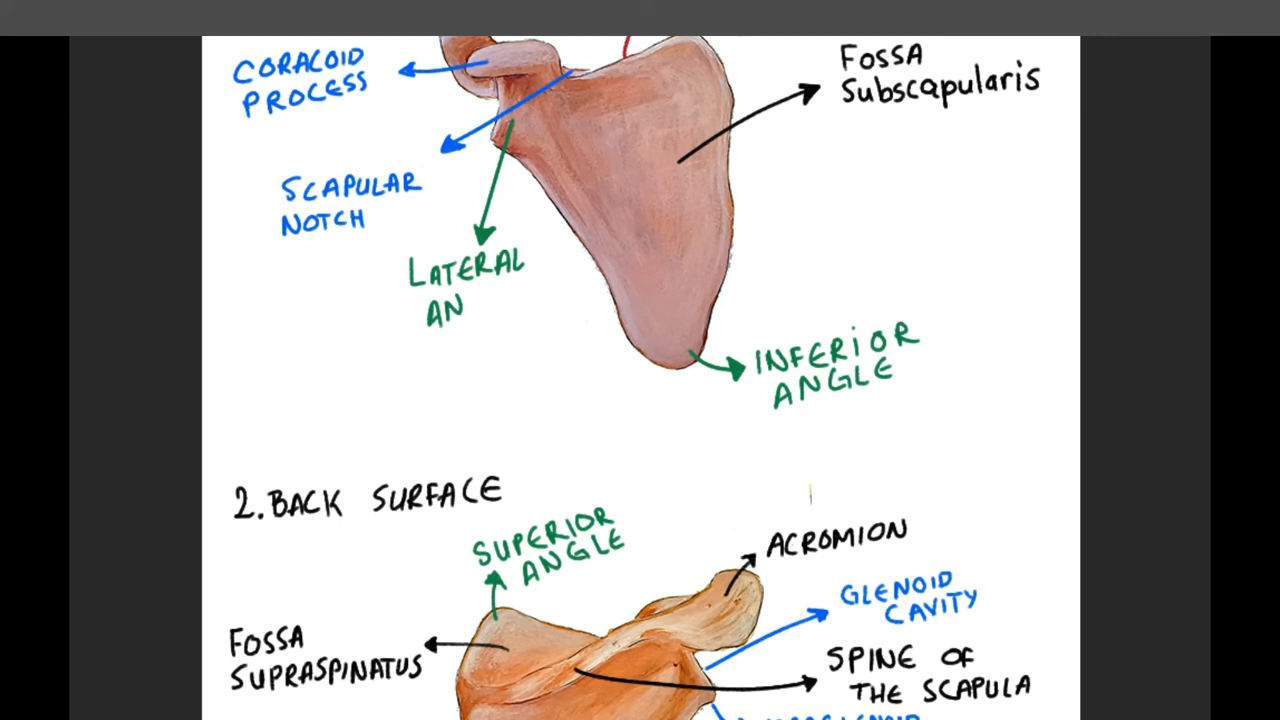 CORACOID
PROCESS
FOSSA
Subscapularis
SCAPULAR
NOTCH
LATERAL
AN
INFERIOR
ANGLE
2. BACK SURFACE
SUPERIOR
ANGLE
ACROMION
GLENOID
CAVITY
FOSSA
SUPRASPINATUS
SPINE OF
THE SCAPULA